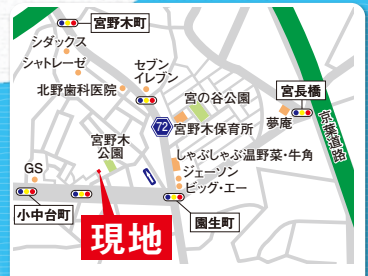 宮野木町
シダックス
シャトレーゼ
セブン
イレブン
北野歯科医院
宮の谷公園
宮長橋
夢庵
京葉道路
72
宮野木保育所
宮野木
公園
しゃぶしゃぶ温野菜・牛角
ジェーソン
ビッグ・エー
GS
小中台町
園生町
現地